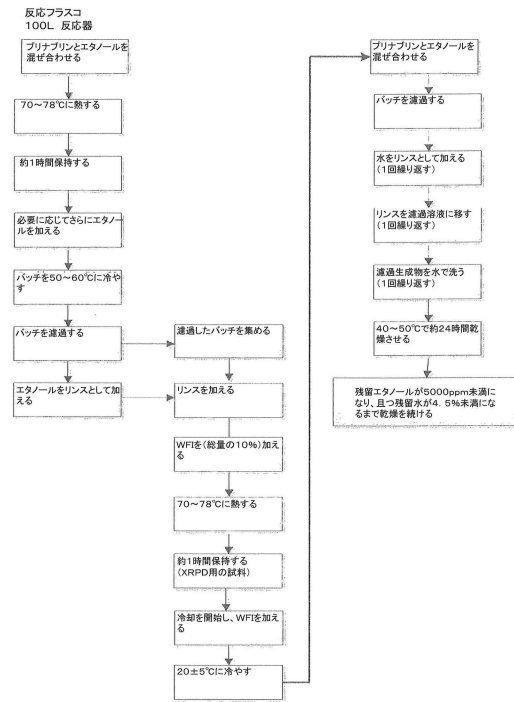 反応フラスコ
100L 反応器
プリナブリンとエタノールを
混ぜ合わせる
70~78℃に熱する
約1時間保持する
必要に応じてさらにエタノー
ルを加える
バッチを50~60℃に冷や
す
バッチを濾過する
エタノールをリンスとして加
える
濾過したバッチを集める
リンスを加える
WFIを(総量の10%)加え
る
70~78℃に熱する
約1時間保持する
(XRPD用の試料)
冷却を開始し、WFIを加え
る
20±5℃に冷やす
プリナブリンとエタノールを
混ぜ合わせる
バッチを濾過する
水をリンスとして加える
(1回繰り返す)
リンスを濾過溶液に移す
(1回繰り返す)
濾過生成物を水で洗う
(1回繰り返す)
40~50℃で約24時間乾
燥させる
残留エタノールが5000ppm未満に
なり、且つ残留水が4.5%未満にな
るまで乾燥を続ける